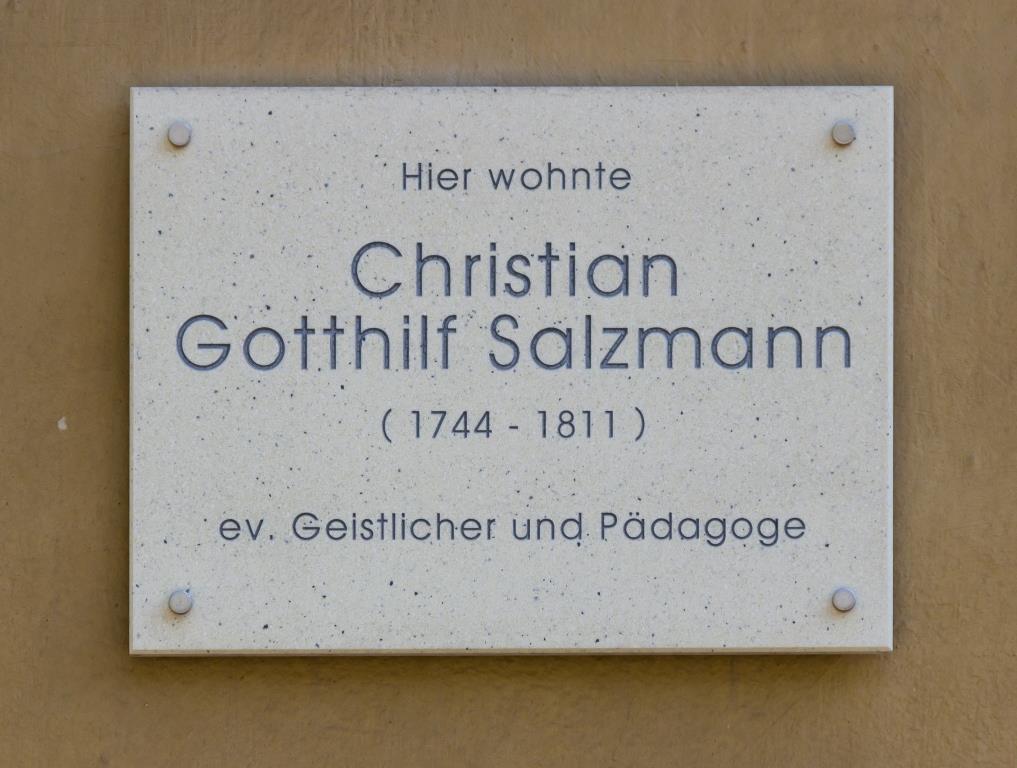 Hier wohnte
Christian
Gotthilf Salzmann
( 1744 - 1811 )
ev. Geistlicher und Pädagoge